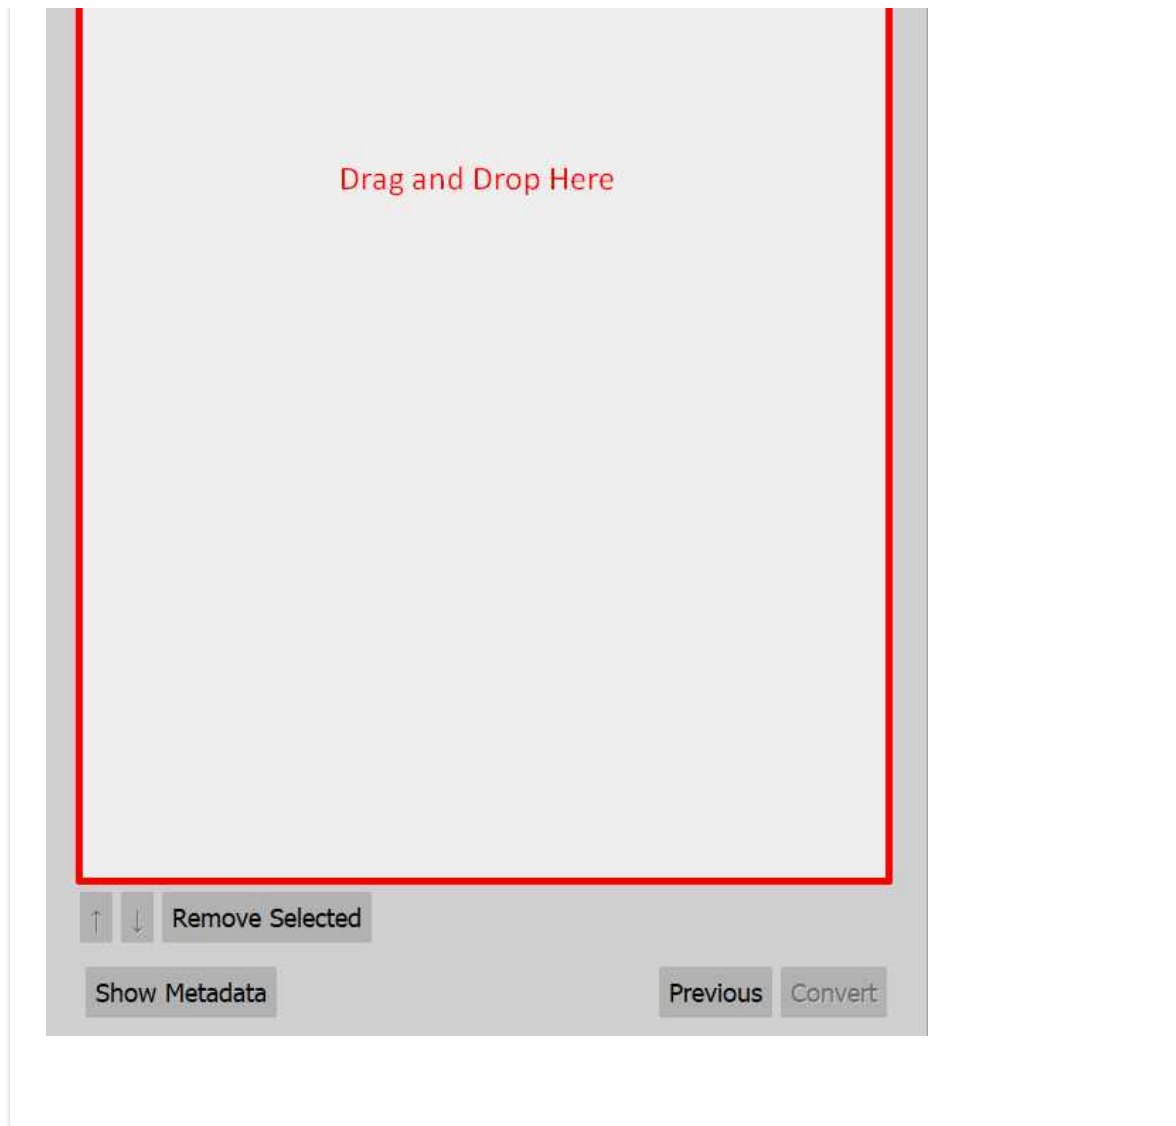 Drag and Drop Here
↑ ↓ Remove Selected
Show Metadata Previous Convert